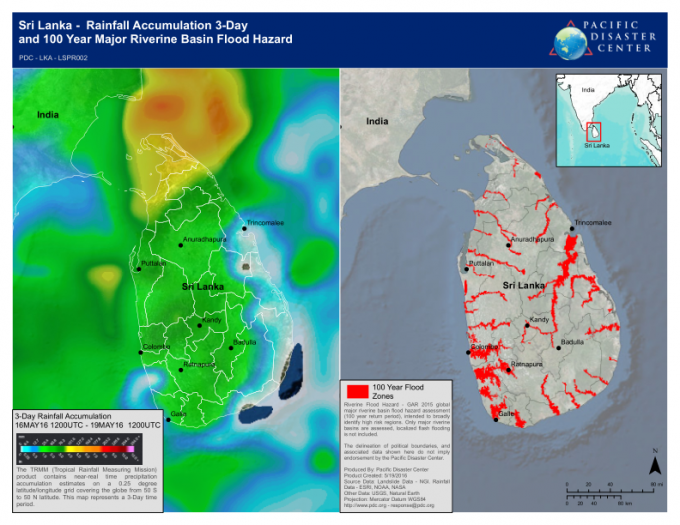 Sri Lanka - Rainfall Accumulation 3-Day
and 100 Year Major Riverine Basin Flood Hazard
PDC - LKA - LSPR002
PACIFIC
DISASTER
CENTER
India
Trincomalee
Anuradhapura
Puttalan
Sri Lanka
Kandy
Colombo
Badulla
Ratnapura
Galle
3-Day Rainfall Accumulation
16MAY16 1200UTC - 19MAY16 1200UTC
The TRMM (Tropical Rainfall Measuring Mission)
product contains near-real time precipitation
accumulation estimates on a 0.25 degree
latitude/longitude grid covering the globe from 50 S
to 50 N latitude. This map represents a 3-Day time
period.
India
India
Sri Lanka
Trincomalee
Anuradhapura
Puttalan
Sri Lanka
Kandy
Colombo
Badulla
Ratnapura
Galle
100 Year Flood
Zones
Riverine Flood Hazard - GAR 2015 global
major riverine basin flood hazard assessment
(100 year return period), intended to broadly
identify high risk regions. Only major riverine
basins are assessed, localized flash flooding
is not included.
The delineation of political boundaries, and
associated data shown here do not imply
endorsement by the Pacific Disaster Center.
Produced By: Pacific Disaster Center
Product Created: 5/19/2016
Source Data: Landslide Data - NGI, Rainfall
Data - ESRI, NOAA, NASA
Other Data: USGS, Natural Earth
Projection: Mercator Datum WGS84
http://www.pdc.org - response@pdc.org
N
0 20 40 80 mi
0 20 40 80 km